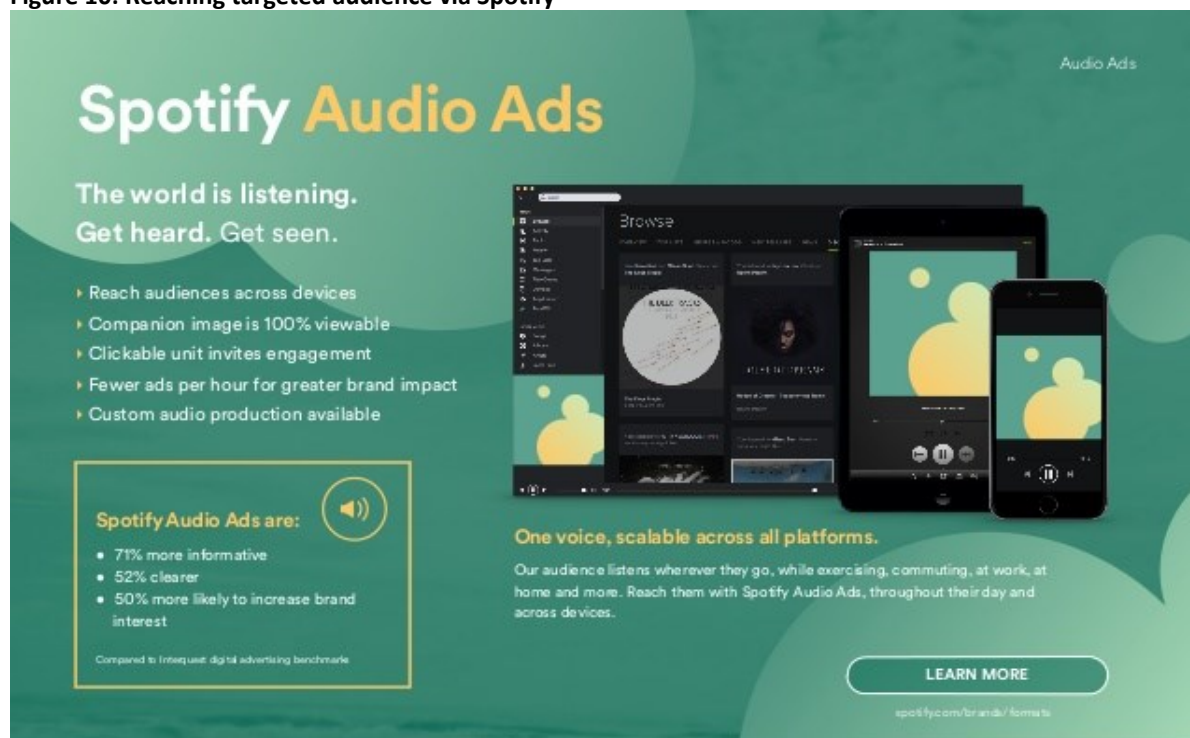 Figure 10: Reaching targeted audience via Spotify
Audio Ads
Spotify Audio Ads
The world is listening.
Get heard. Get seen.
Reach audiences across devices
Companion image is 100% viewable
Clickable unit invites engagement
Fewer ads per hour for greater brand impact
Custom audio production available
Spotify Audio Ads are:
71% more informative
52% clearer
50% more likely to increase brand
interest
Compared to Interquest digital advertising benchmarks
Browse
One voice, scalable across all platforms.
Our audience listens wherever they go, while exercising, commuting, at work, at
home and more. Reach them with Spotify Audio Ads, throughout their day and
across devices.
LEARN MORE
spotify.com/brands/formats